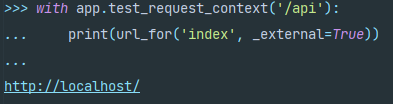 >>> with app.test_request_context('/api'):
...     print(url_for('index', _external=True))
...
http://localhost/